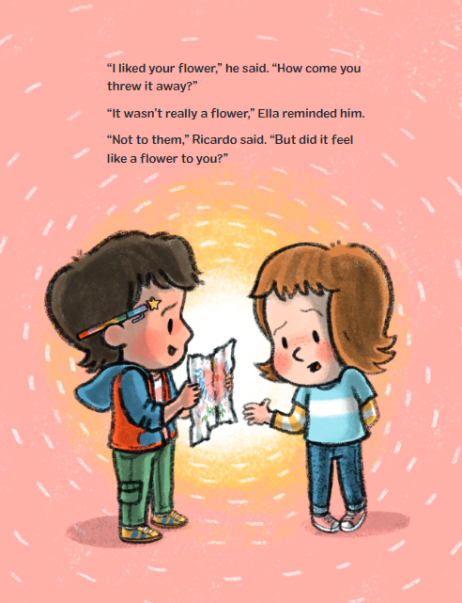 “I liked your flower,” he said. “How come you
threw it away?”
“It wasn’t really a flower,” Ella reminded him.
“Not to them,” Ricardo said. “But did it feel
like a flower to you?”